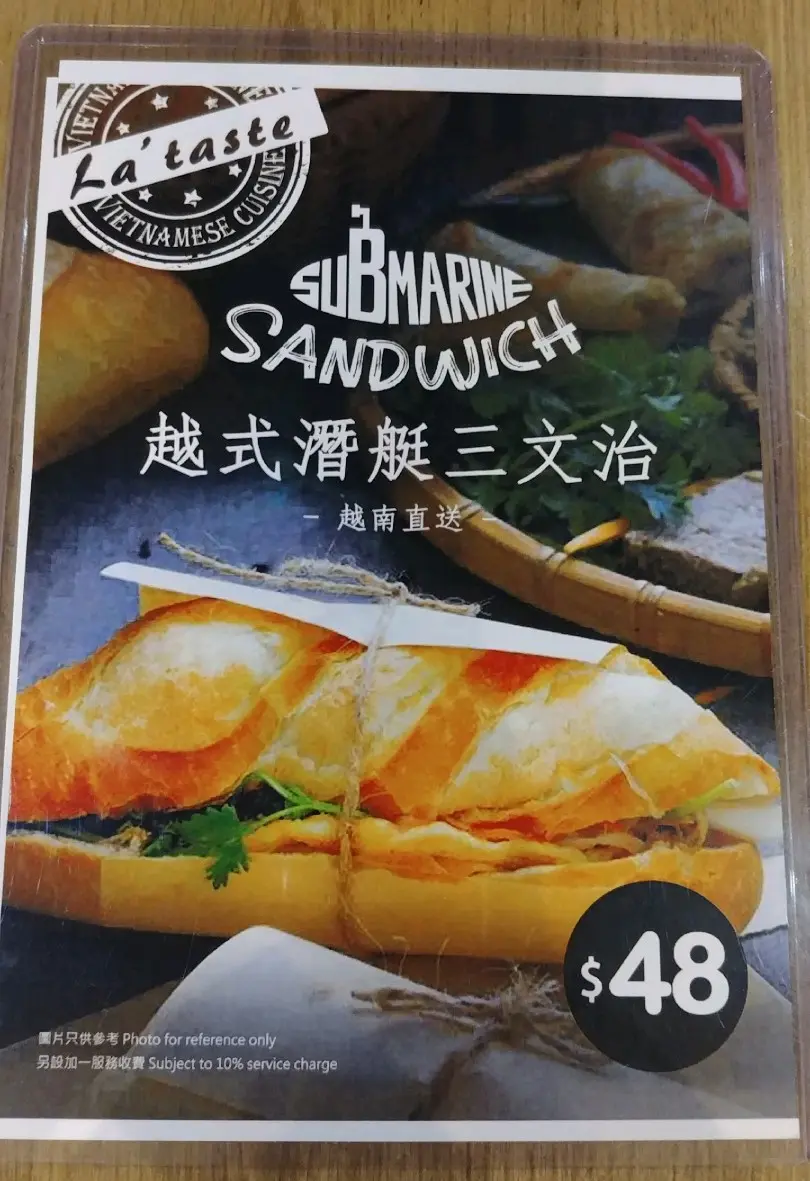 La' taste
VIETNAMESE CUISINE
SUBMARINE
SANDWICH
越式潛艇三文治
- 越南直送 -
$48
圖片只供參考 Photo for reference only
另設加一服務收費 Subject to 10% service charge